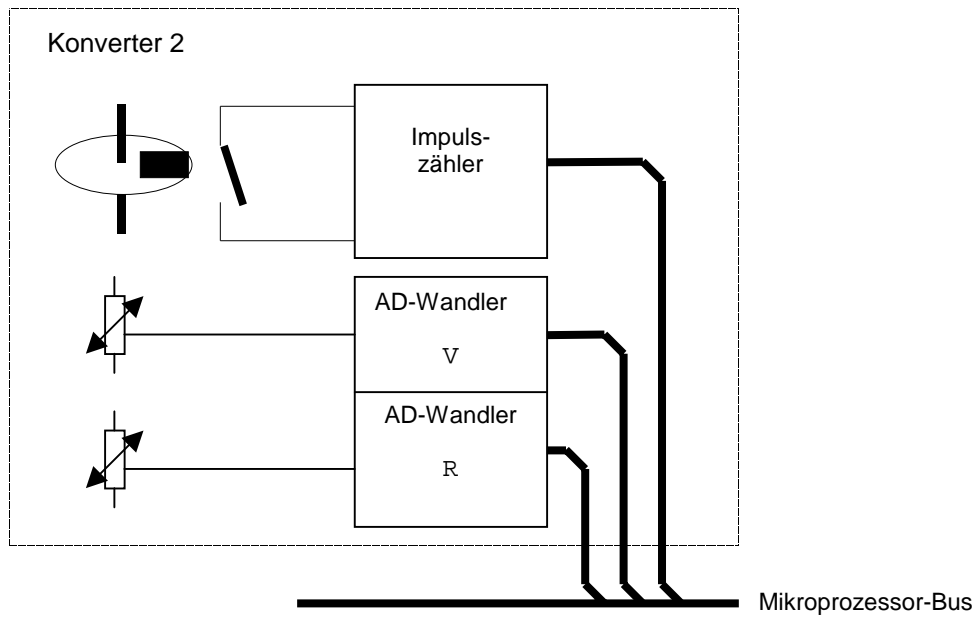 Konverter 2
Impuls-
zähler
AD-Wandler
V
AD-Wandler
R
Mikroprozessor-Bus